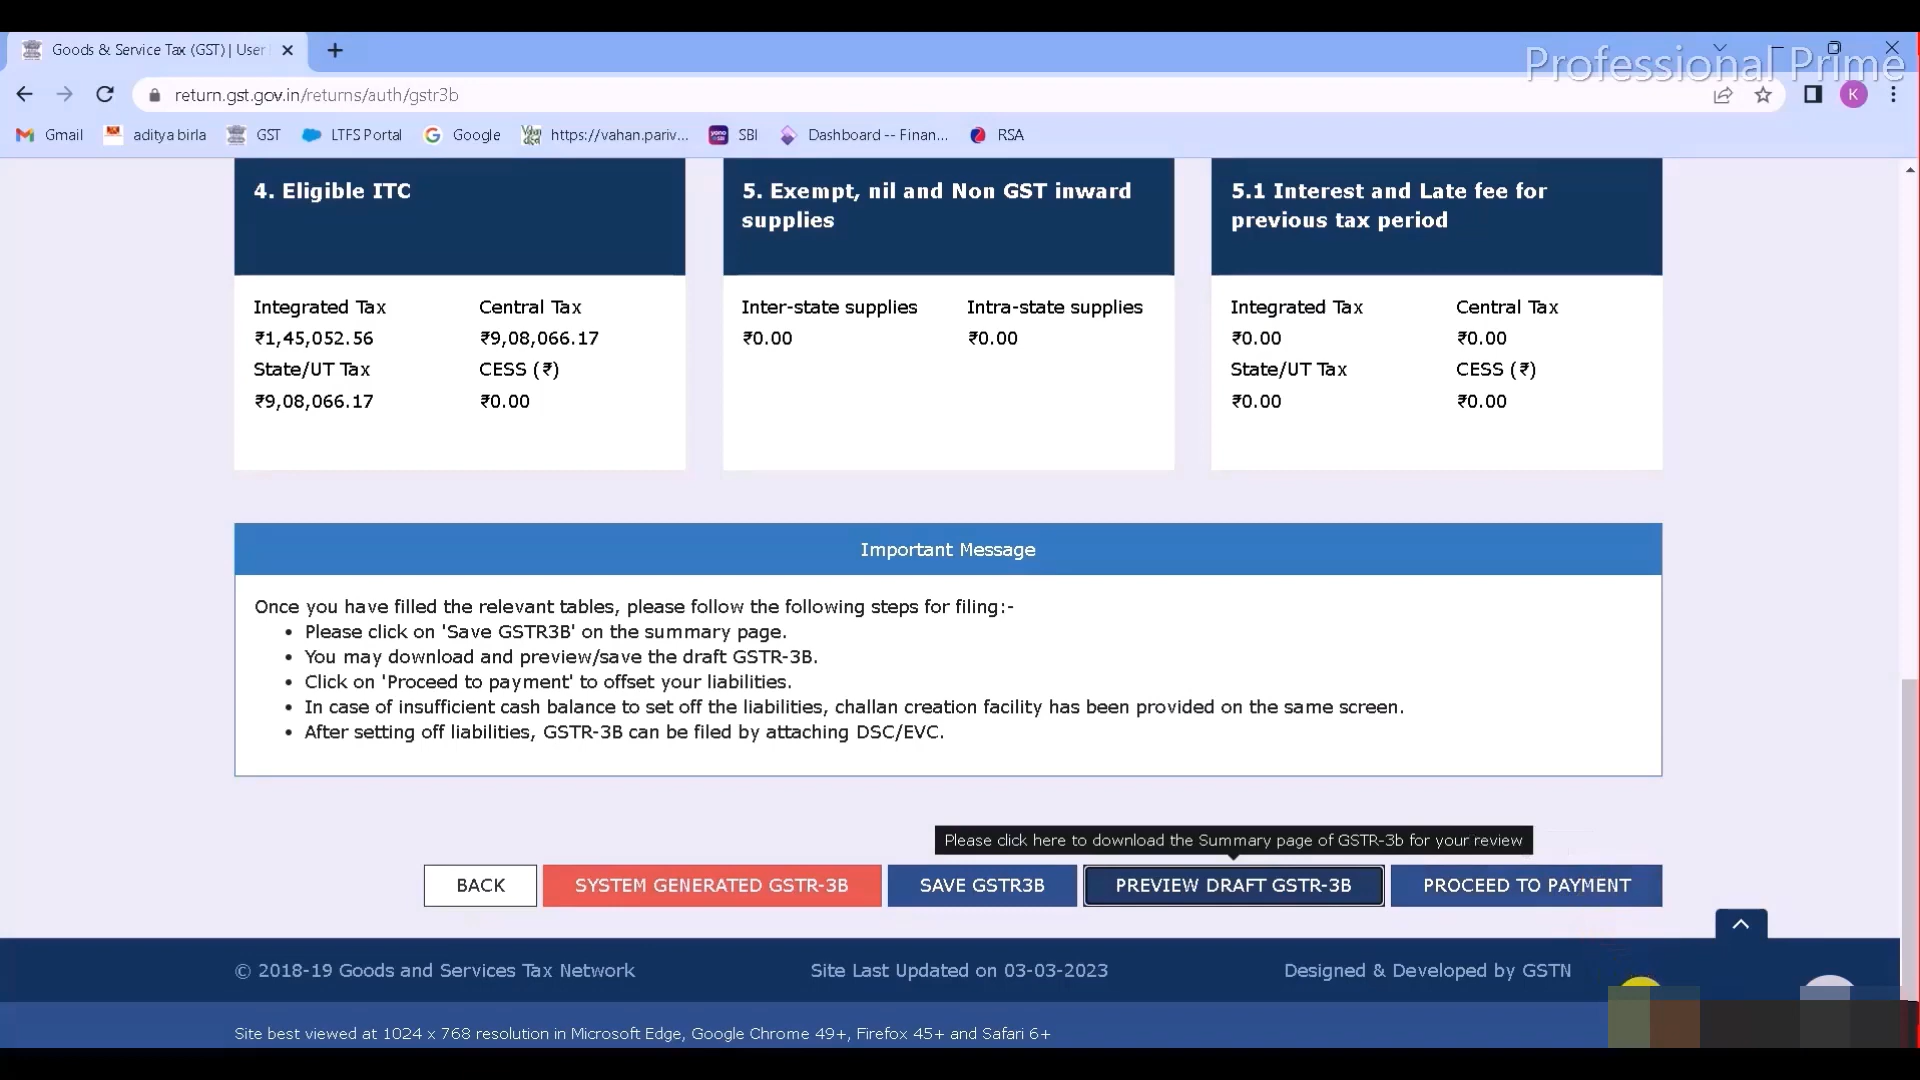 Goods & Service Tax (GST) | User
Professional Prime
return.gst.gov.in/returns/auth/gstr3b
K
Gmail aditya birla GST LTFS Portal Google https://vahan.pariv... SBI Dashboard -- Finan... RSA
4. Eligible ITC
5. Exempt, nil and Non GST inward
supplies
5.1 Interest and Late fee for
previous tax period
Integrated Tax Central Tax
₹1,45,052.56 ₹9,08,066.17
State/UT Tax CESS (₹)
₹9,08,066.17 ₹0.00
Inter-state supplies Intra-state supplies
₹0.00 ₹0.00
Integrated Tax Central Tax
₹0.00 ₹0.00
State/UT Tax CESS (₹)
₹0.00 ₹0.00
Important Message
Once you have filled the relevant tables, please follow the following steps for filing:-
• Please click on 'Save GSTR3B' on the summary page.
• You may download and preview/save the draft GSTR-3B.
• Click on 'Proceed to payment' to offset your liabilities.
• In case of insufficient cash balance to set off the liabilities, challan creation facility has been provided on the same screen.
• After setting off liabilities, GSTR-3B can be filed by attaching DSC/EVC.
Please click here to download the Summary page of GSTR-3b for your review
BACK SYSTEM GENERATED GSTR-3B SAVE GSTR3B PREVIEW DRAFT GSTR-3B PROCEED TO PAYMENT
© 2018-19 Goods and Services Tax Network Site Last Updated on 03-03-2023 Designed & Developed by GSTN
Site best viewed at 1024 x 768 resolution in Microsoft Edge, Google Chrome 49+, Firefox 45+ and Safari 6+